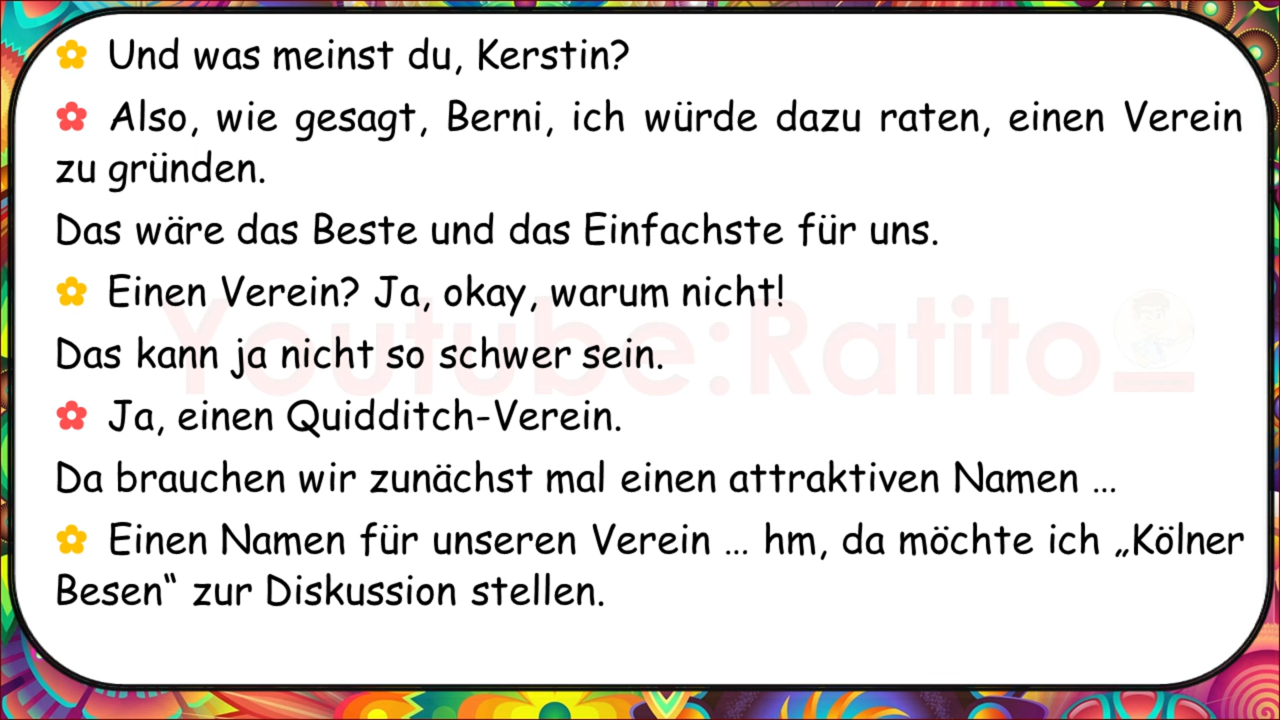 Und was meinst du, Kerstin?
Also, wie gesagt, Berni, ich würde dazu raten, einen Verein
zu gründen.
Das wäre das Beste und das Einfachste für uns.
Einen Verein? Ja, okay, warum nicht!
Das kann ja nicht so schwer sein.
Ja, einen Quidditch-Verein.
Da brauchen wir zunächst mal einen attraktiven Namen ...
Einen Namen für unseren Verein ... hm, da möchte ich „Kölner
Besen“ zur Diskussion stellen.
Youtube:Ratito